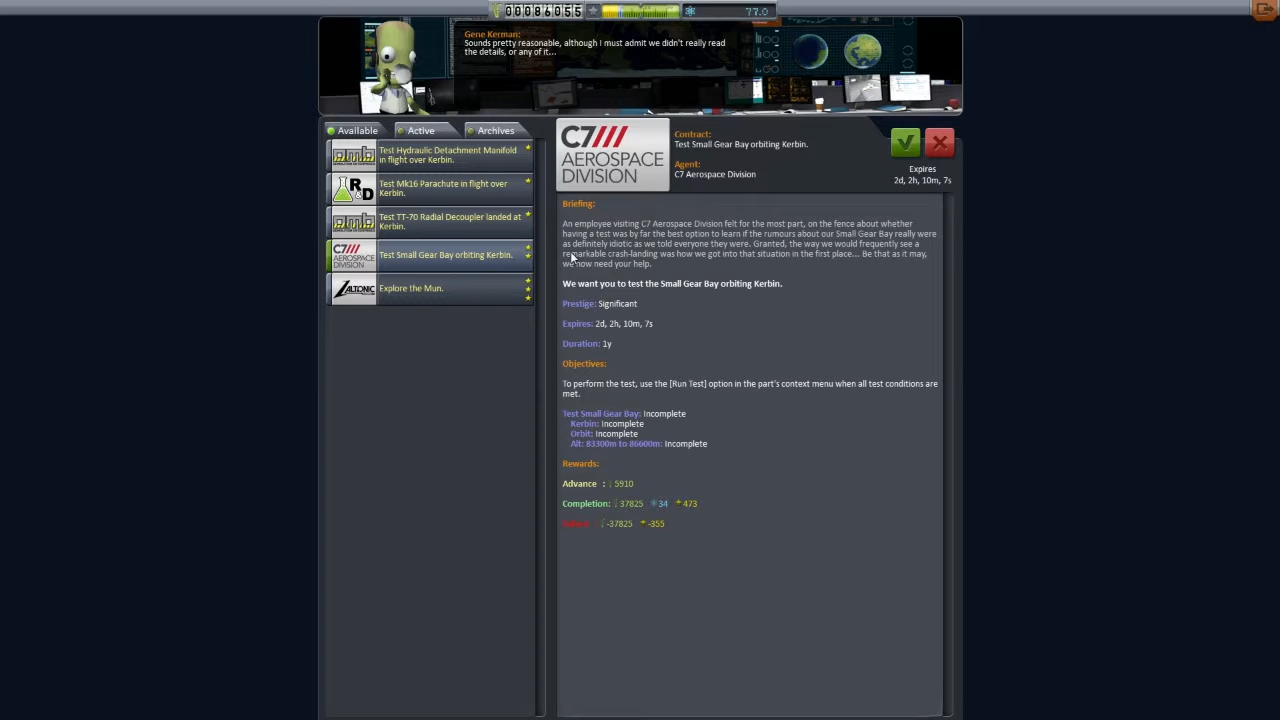 00086055
77.0
Gene Kerman:
Sounds pretty reasonable, although I must admit we didn't really read
the details, or any of it...
Available
Active
Archives
Test Hydraulic Detachment Manifold
in flight over Kerbin.
R&D
Test Mk16 Parachute in flight over
Kerbin.
Test TT-70 Radial Decoupler landed at
Kerbin.
C7
AEROSPACE
DIVISION
Test Small Gear Bay orbiting Kerbin.
Explore the Mun.
C7
AEROSPACE
DIVISION
Contract:
Test Small Gear Bay orbiting Kerbin.
Agent:
C7 Aerospace Division
Expires
2d, 2h, 10m, 7s
Briefing:
An employee visiting C7 Aerospace Division felt for the most part, on the fence about whether
having a test was by far the best option to learn if the rumours about our Small Gear Bay really were
as definitely idiotic as we told everyone they were. Granted, the way we would frequently see a
remarkable crash-landing was how we got into that situation in the first place... Be that as it may,
we now need your help.
We want you to test the Small Gear Bay orbiting Kerbin.
Prestige: Significant
Expires: 2d, 2h, 10m, 7s
Duration: 1y
Objectives:
To perform the test, use the [Run Test] option in the part's context menu when all test conditions are
met.
Test Small Gear Bay: Incomplete
Kerbin: Incomplete
Orbit: Incomplete
Alt: 83300m to 86600m: Incomplete
Rewards:
Advance : 5910
Completion: 37825 34 473
: -37825 -355